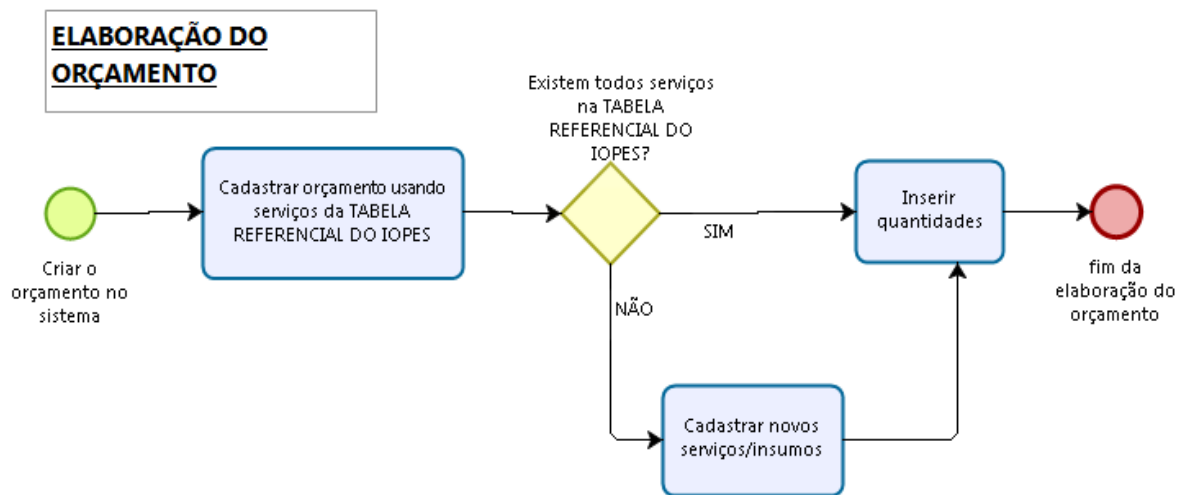 ELABORAÇÃO DO
ORÇAMENTO
Criar o
orçamento no
sistema
Cadastrar orçamento usando
serviços da TABELA
REFERENCIAL DO IOPES
Existem todos serviços
na TABELA
REFERENCIAL DO
IOPES?
SIM
NÃO
Cadastrar novos
serviços/insumos
Inserir
quantidades
fim da
elaboração do
orçamento